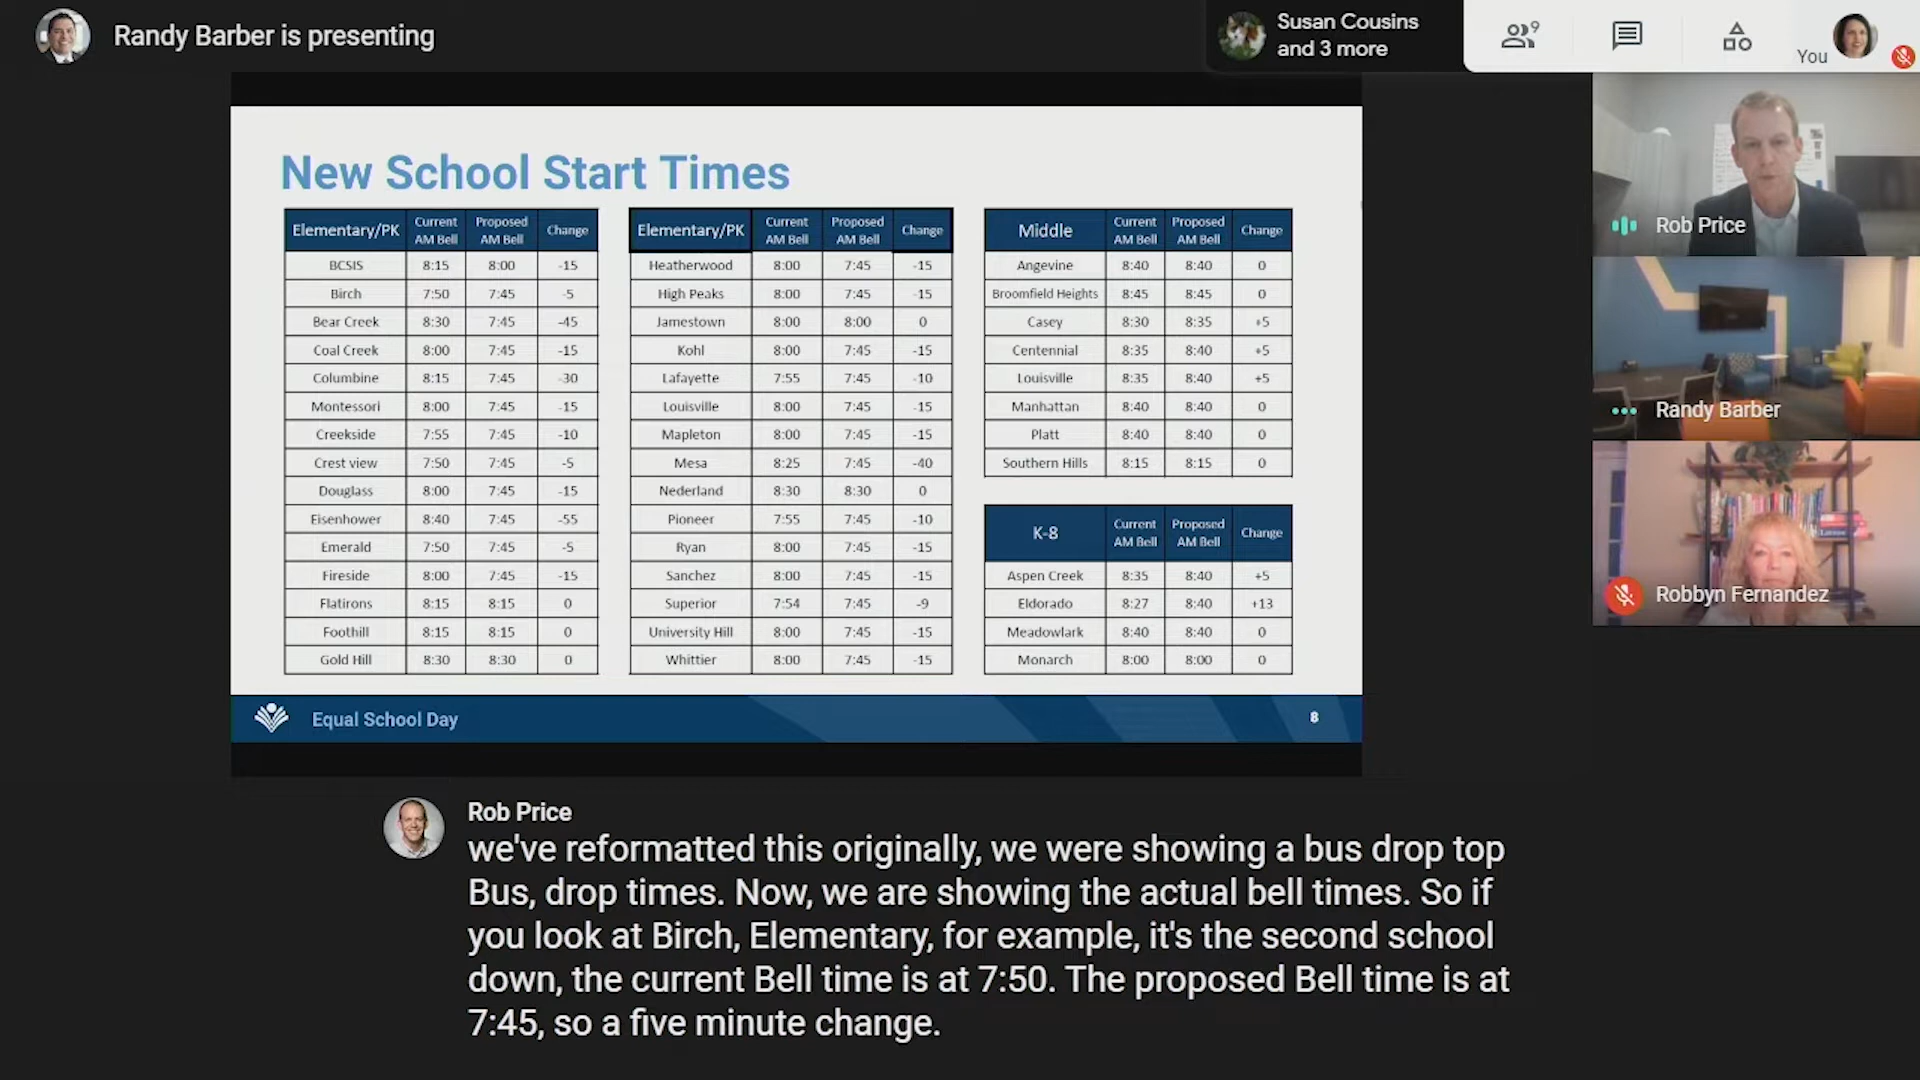 Randy Barber is presenting
Susan Cousins
and 3 more
9
You
New School Start Times
Elementary/PK Current AM Bell Proposed AM Bell Change
BCSIS 8:15 8:00 -15
Birch 7:50 7:45 -5
Bear Creek 8:30 7:45 -45
Coal Creek 8:00 7:45 -15
Columbine 8:15 7:45 -30
Montessori 8:00 7:45 -15
Creekside 7:55 7:45 -10
Crest view 7:50 7:45 -5
Douglass 8:00 7:45 -15
Eisenhower 8:40 7:45 -55
Emerald 7:50 7:45 -5
Fireside 8:00 7:45 -15
Flatirons 8:15 8:15 0
Foothill 8:15 8:15 0
Gold Hill 8:30 8:30 0
Elementary/PK Current AM Bell Proposed AM Bell Change
Heatherwood 8:00 7:45 -15
High Peaks 8:00 7:45 -15
Jamestown 8:00 8:00 0
Kohl 8:00 7:45 -15
Lafayette 7:55 7:45 -10
Louisville 8:00 7:45 -15
Mapleton 8:00 7:45 -15
Mesa 8:25 7:45 -40
Nederland 8:30 8:30 0
Pioneer 7:55 7:45 -10
Ryan 8:00 7:45 -15
Sanchez 8:00 7:45 -15
Superior 7:54 7:45 -9
University Hill 8:00 7:45 -15
Whittier 8:00 7:45 -15
Middle Current AM Bell Proposed AM Bell Change
Angevine 8:40 8:40 0
Broomfield Heights 8:45 8:45 0
Casey 8:30 8:35 +5
Centennial 8:35 8:40 +5
Louisville 8:35 8:40 +5
Manhattan 8:40 8:40 0
Platt 8:40 8:40 0
Southern Hills 8:15 8:15 0
K-8 Current AM Bell Proposed AM Bell Change
Aspen Creek 8:35 8:40 +5
Eldorado 8:27 8:40 +13
Meadowlark 8:40 8:40 0
Monarch 8:00 8:00 0
Equal School Day
8
Rob Price
Randy Barber
Robbyn Fernandez
Rob Price
we've reformatted this originally, we were showing a bus drop top
Bus, drop times. Now, we are showing the actual bell times. So if
you look at Birch, Elementary, for example, it's the second school
down, the current Bell time is at 7:50. The proposed Bell time is at
7:45, so a five minute change.